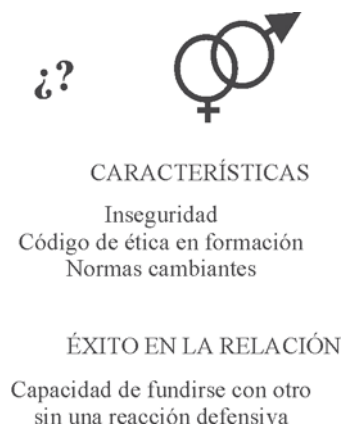 ¿?
CARACTERÍSTICAS
Inseguridad
Código de ética en formación
Normas cambiantes
ÉXITO EN LA RELACIÓN
Capacidad de fundirse con otro
sin una reacción defensiva